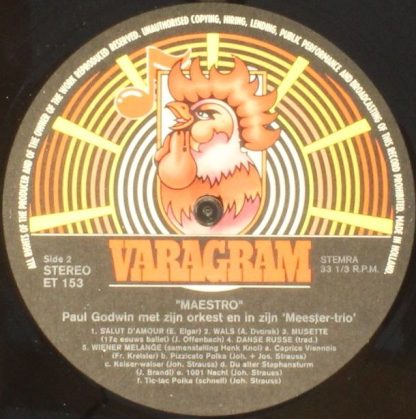 ALL RIGHTS OF THE PRODUCER AND OF THE OWNER OF THE WORK REPRODUCED RESERVED. UNAUTHORISED COPYING, HIRING, LENDING, PUBLIC PERFORMANCE AND BROADCASTING OF THIS RECORD PROHIBITED. MADE IN HOLLAND.
VARAGRAM
Side 2
STEREO
ET 153
STEMRA
33 1/3 R.P.M.
"MAESTRO"
Paul Godwin met zijn orkest en in zijn 'Meester-trio'
1. SALUT D'AMOUR (E. Elgar) 2. WALS (A. Dvorsk) 3. MUSETTE
(17e eeuws ballet) (J. Offenbach) 4. DANSE RUSSE (trad.)
5. WIENER MELANGE (samenstelling Henk Knol) a. Caprice Viennois
(Fr. Kreisler) b. Pizzicato Polka (Joh. + Jos. Strauss)
c. Kaiserwalser (Joh. Strauss) d. Du alter Stephansturm
(J. Brandl) e. 1001 Nacht (Joh. Strauss)
f. Tic-tac Polka (schnell) (Joh. Strauss)